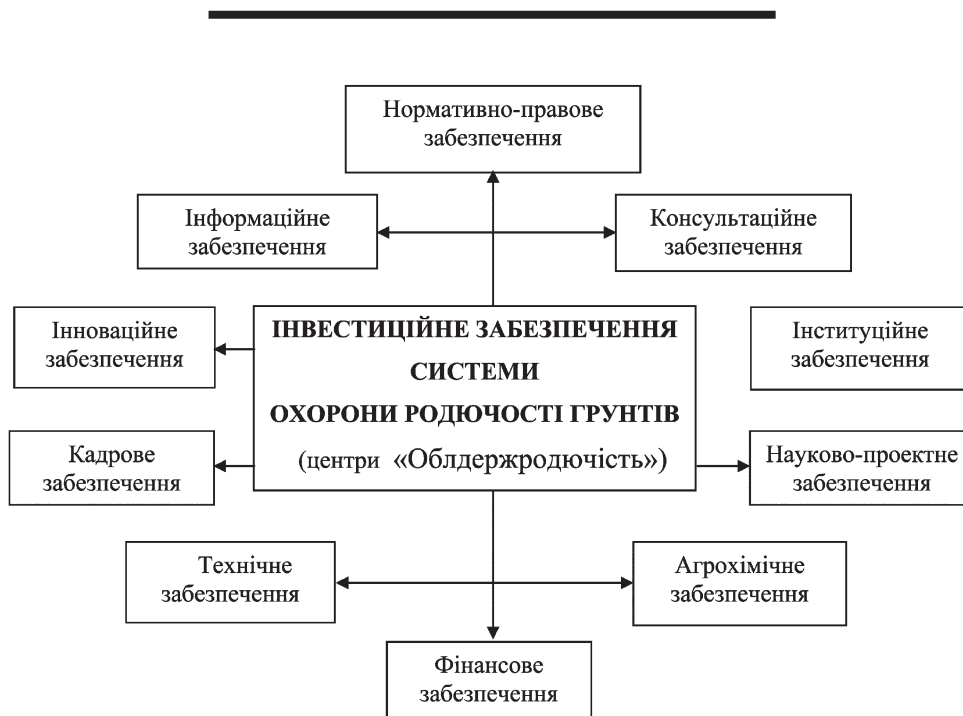 Нормативно-правове
забезпечення
Інформаційне
забезпечення
Консультаційне
забезпечення
Інноваційне
забезпечення
ІНВЕСТИЦІЙНЕ ЗАБЕЗПЕЧЕННЯ
СИСТЕМИ
ОХОРОНИ РОДЮЧОСТІ ГРУНТІВ
(центри «Облдержродючість»)
Інституційне
забезпечення
Кадрове
забезпечення
Науково-проектне
забезпечення
Технічне
забезпечення
Агрохімічне
забезпечення
Фінансове
забезпечення